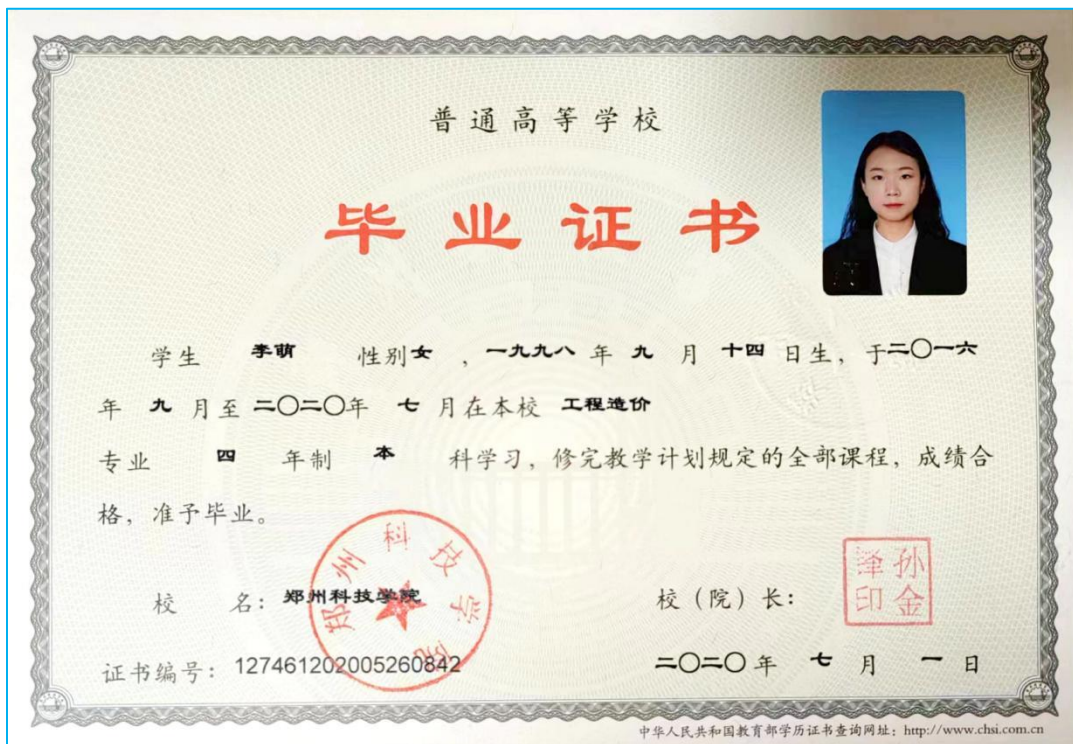 普通高等学校
毕业证书
学生 李萌 性别女，一九九八年九月十四日生，于二〇一六
年九月至二〇二〇年七月在本校 工程造价
专业 四 年制 本 科学习，修完教学计划规定的全部课程，成绩合
格，准予毕业。
郑州科技学院
校 名：郑州科技学院 校（院）长：
孙金泽印
证书编号：127461202005260842 二〇二〇年七月一日
中华人民共和国教育部学历证书查询网址：http://www.chsi.com.cn